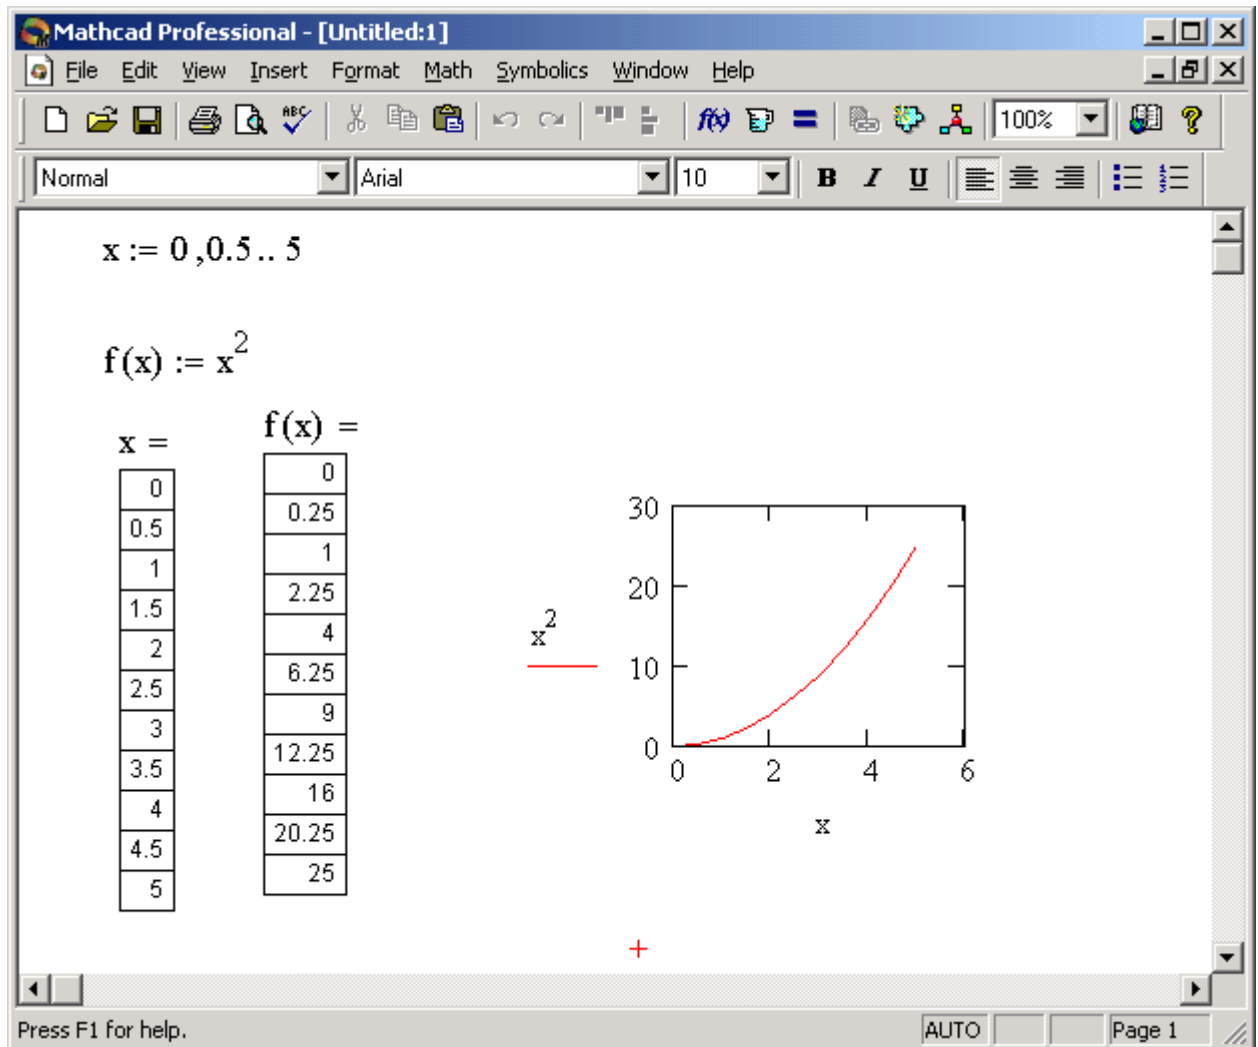 Mathcad Professional - [Untitled:1]
File Edit View Insert Format Math Symbolics Window Help
ABC f(x) = 100% ?
Normal Arial 10 B I U
x := 0 ,0.5 .. 5
f(x) := x²
x =
0
0.5
1
1.5
2
2.5
3
3.5
4
4.5
5
f(x) =
0
0.25
1
2.25
4
6.25
9
12.25
16
20.25
25
x²
30
20
10
0
0 2 4 6
x
Press F1 for help. AUTO Page 1